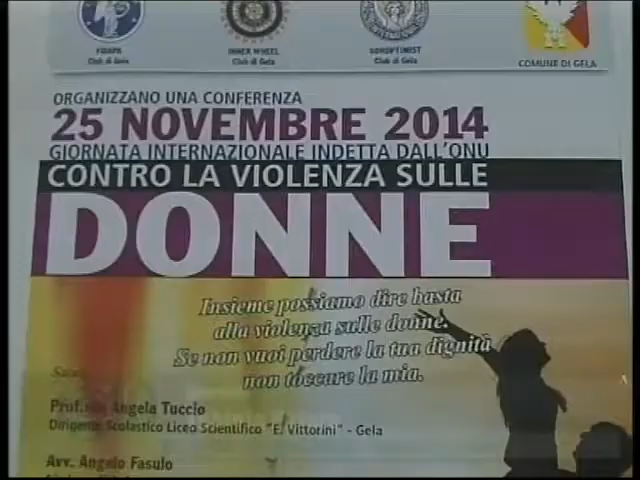 FIDAPA
Club di Gela
INNER WHEEL
Club di Gela
SOROPTIMIST
Club di Gela
COMUNE DI GELA
ORGANIZZANO UNA CONFERENZA
25 NOVEMBRE 2014
GIORNATA INTERNAZIONALE INDETTA DALL'ONU
CONTRO LA VIOLENZA SULLE
DONNE
Insieme possiamo dire basta
alla violenza sulle donne.
Se non vuoi perdere la tua dignità
non toccare la mia.
Angela Tuccio
Dirigente Scolastico Liceo Scientifico "E. Vittorini" - Gela
Avv. Angelo Fasulo